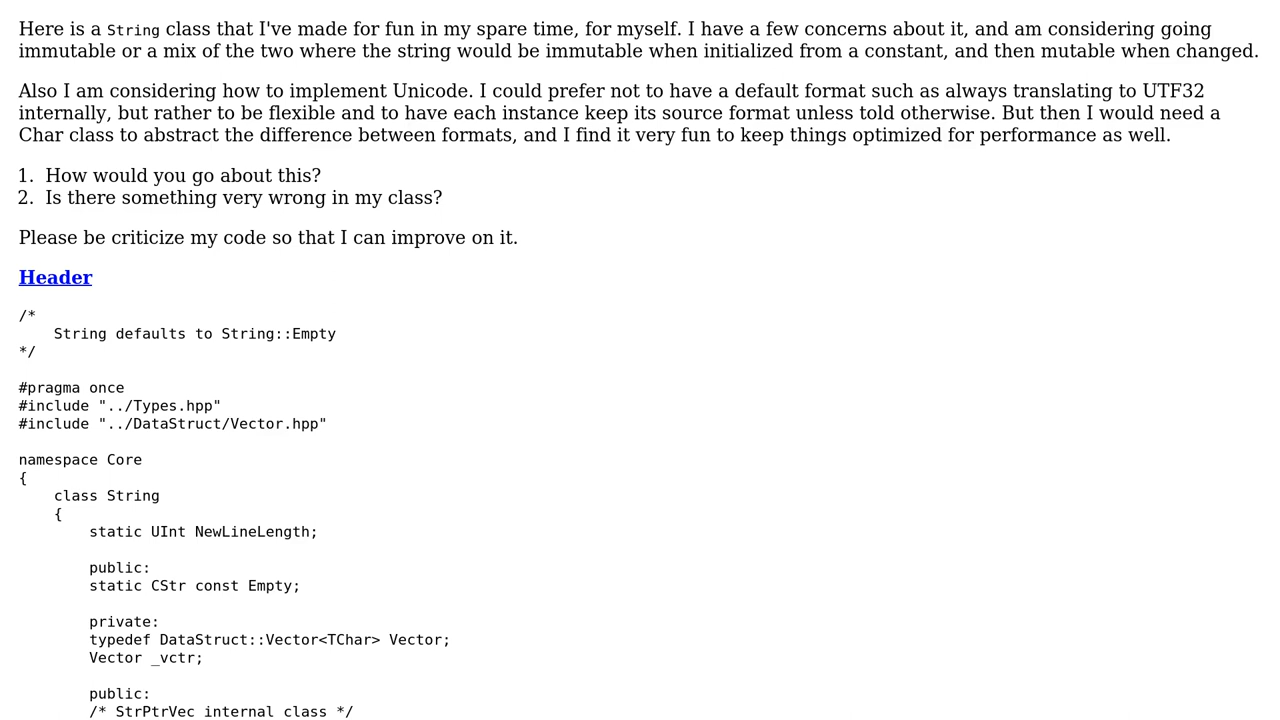 Here is a String class that I've made for fun in my spare time, for myself. I have a few concerns about it, and am considering going
immutable or a mix of the two where the string would be immutable when initialized from a constant, and then mutable when changed.
Also I am considering how to implement Unicode. I could prefer not to have a default format such as always translating to UTF32
internally, but rather to be flexible and to have each instance keep its source format unless told otherwise. But then I would need a
Char class to abstract the difference between formats, and I find it very fun to keep things optimized for performance as well.
1. How would you go about this?
2. Is there something very wrong in my class?
Please be criticize my code so that I can improve on it.
Header
/*
    String defaults to String::Empty
*/
#pragma once
#include "../Types.hpp"
#include "../DataStruct/Vector.hpp"
namespace Core
{
    class String
    {
        static UInt NewLineLength;
        public:
        static CStr const Empty;
        private:
        typedef DataStruct::Vector<TChar> Vector;
        Vector _vctr;
        public:
        /* StrPtrVec internal class */